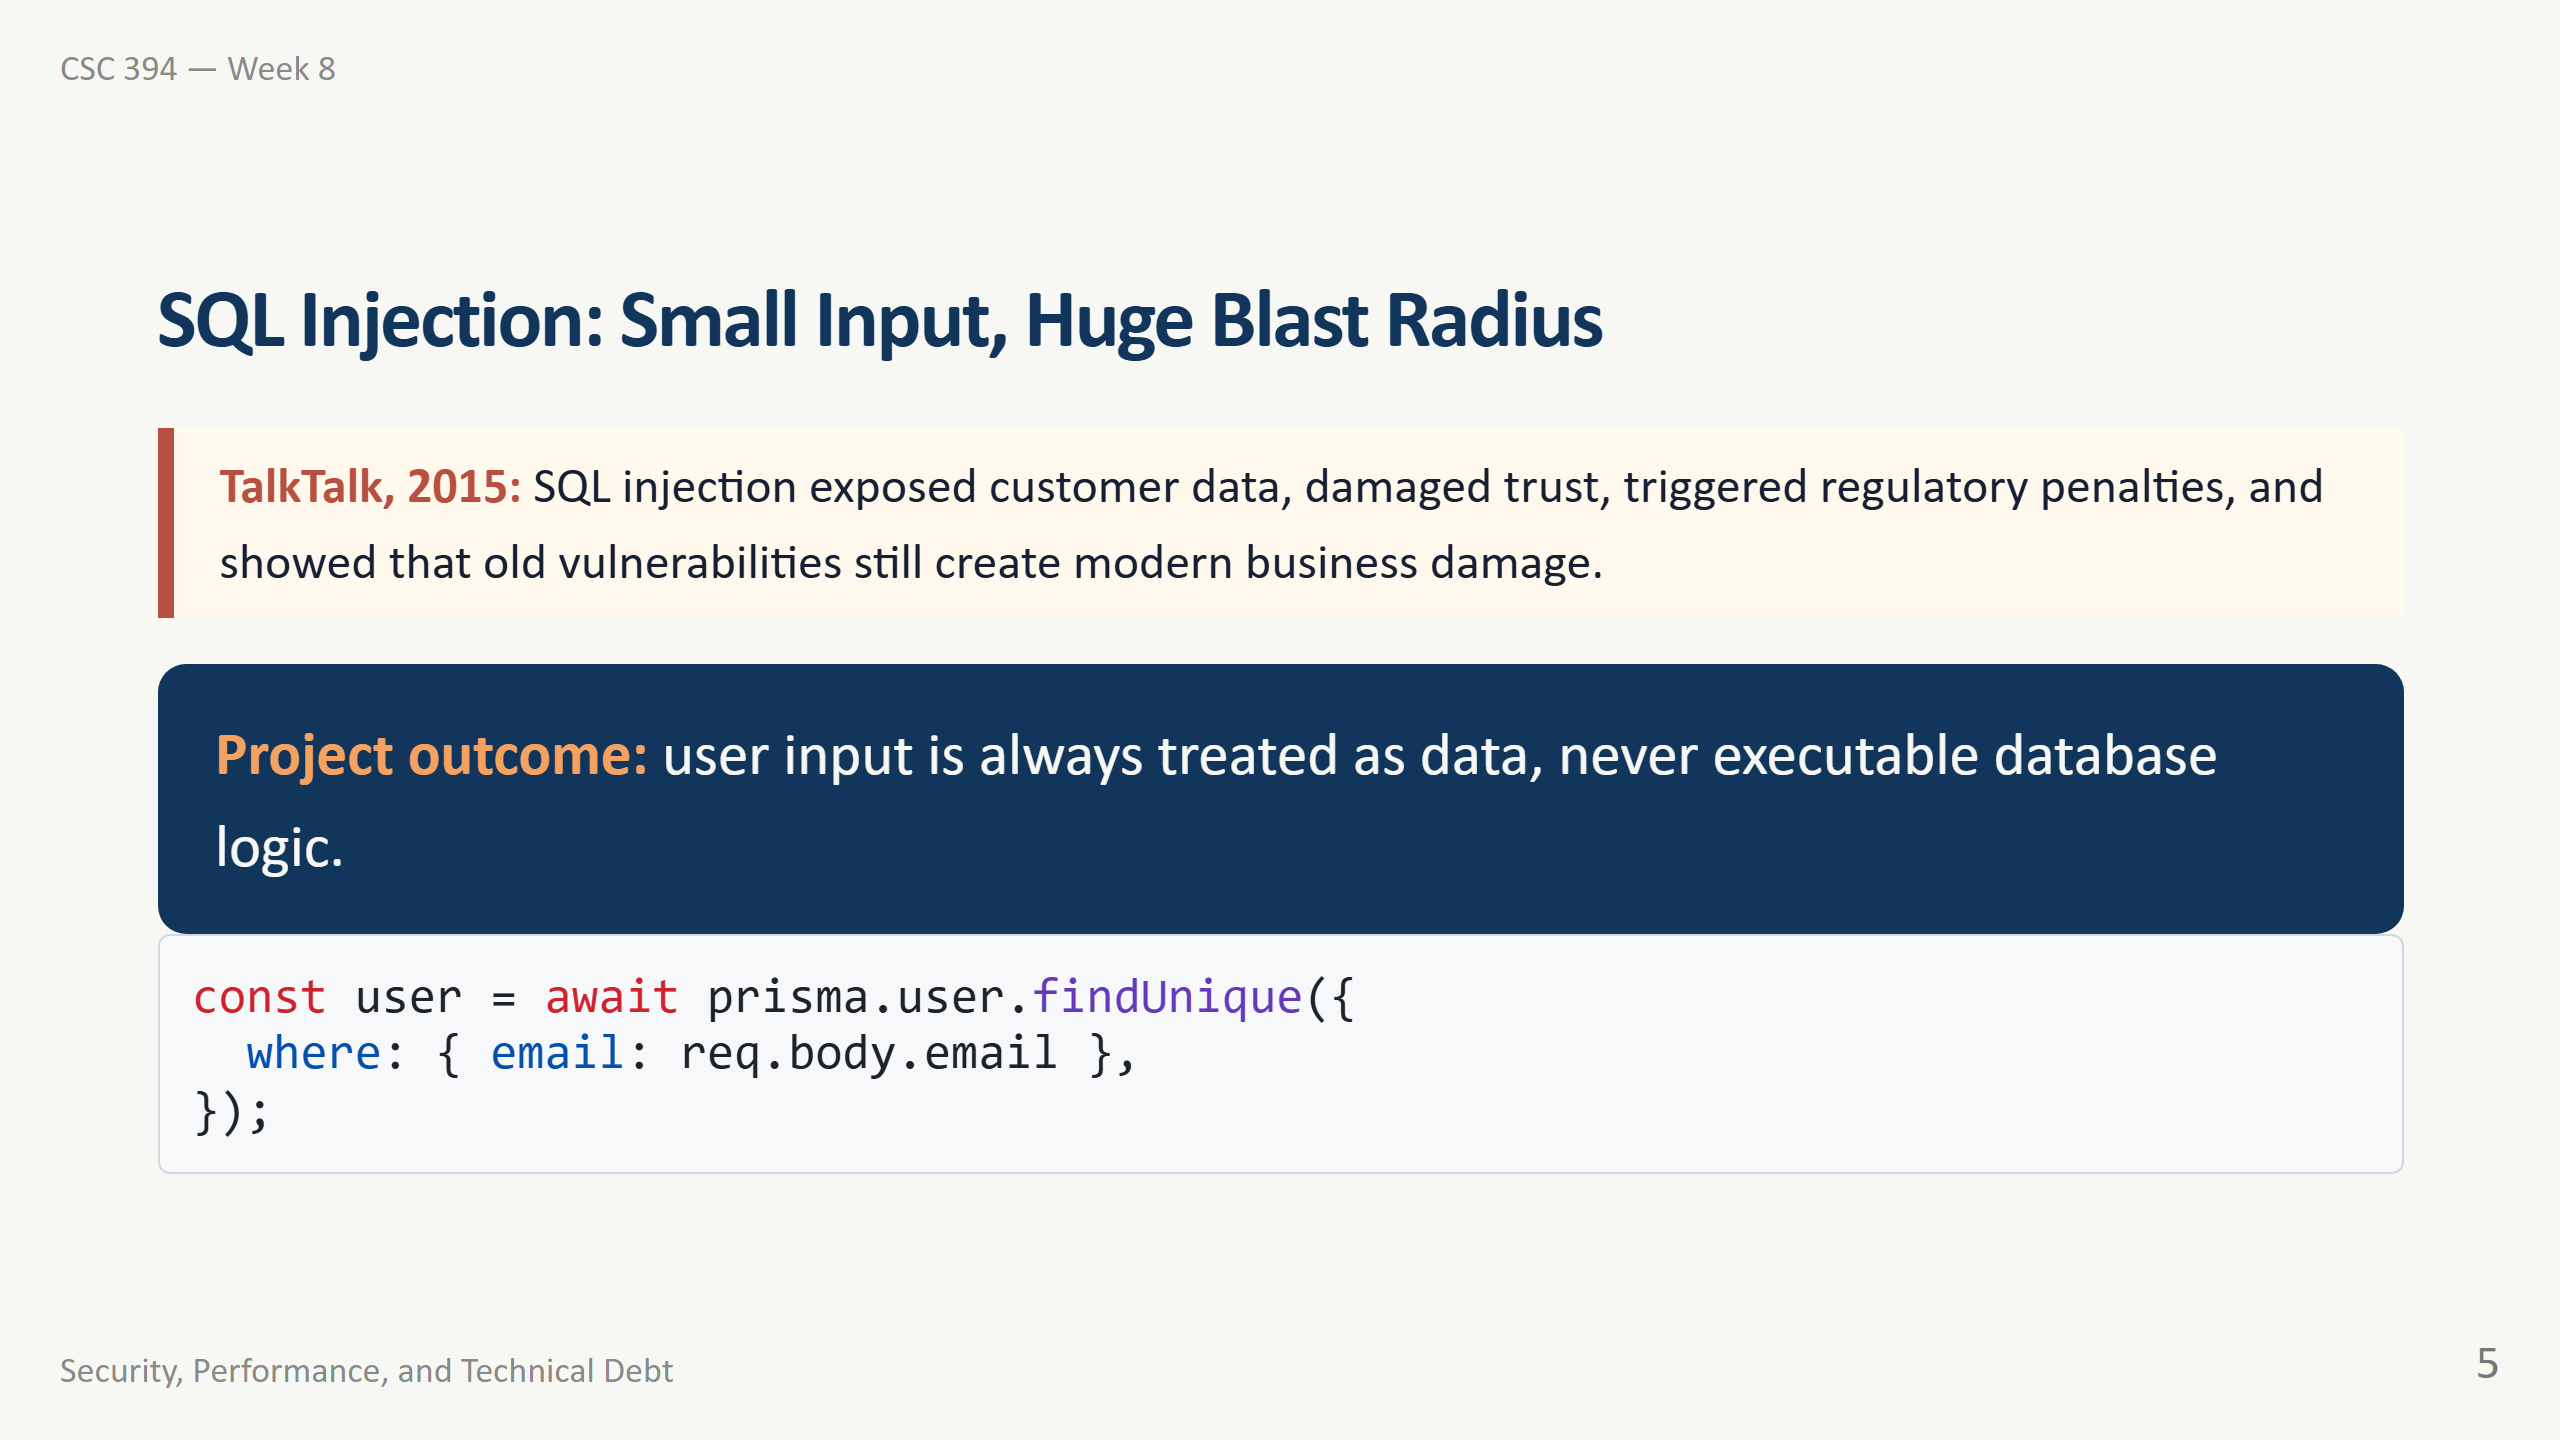 CSC 394 — Week 8
SQL Injection: Small Input, Huge Blast Radius
TalkTalk, 2015: SQL injection exposed customer data, damaged trust, triggered regulatory penalties, and
showed that old vulnerabilities still create modern business damage.
Project outcome: user input is always treated as data, never executable database
logic.
const user = await prisma.user.findUnique({
  where: { email: req.body.email },
});
Security, Performance, and Technical Debt
5